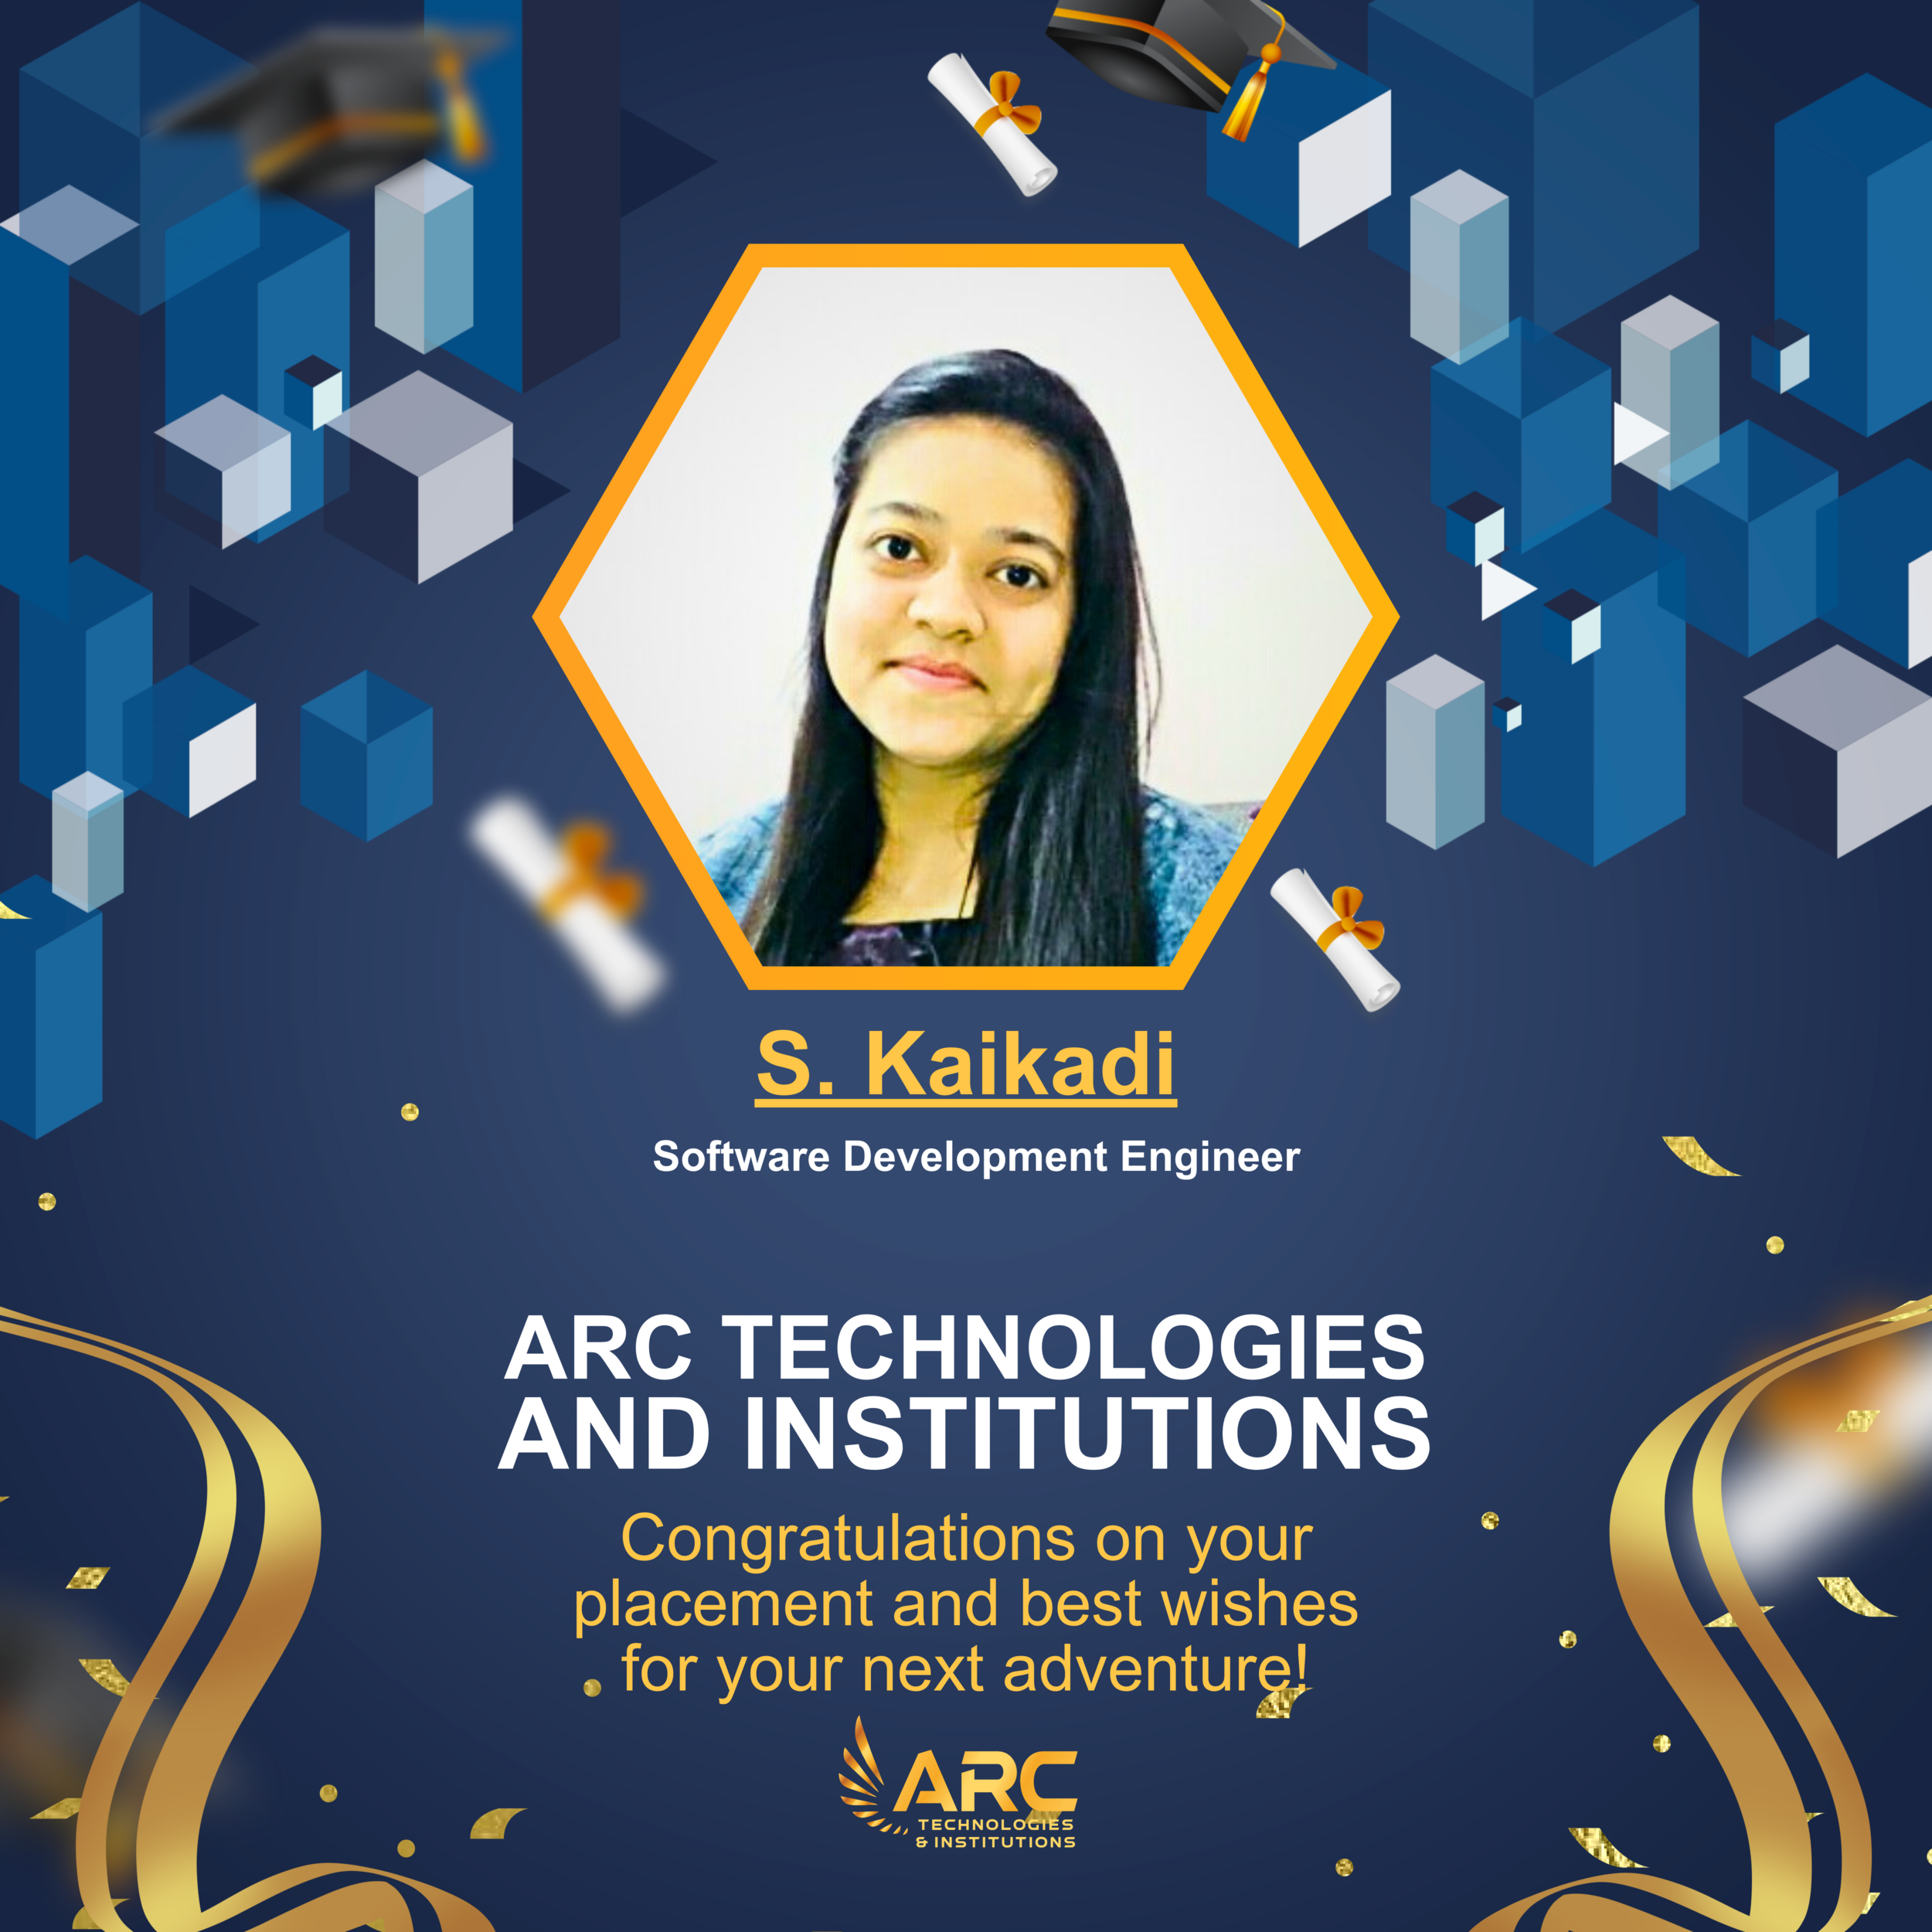 S. Kaikadi
Software Development Engineer
ARC TECHNOLOGIES
AND INSTITUTIONS
Congratulations on your
placement and best wishes
for your next adventure!
ARC
TECHNOLOGIES
& INSTITUTIONS